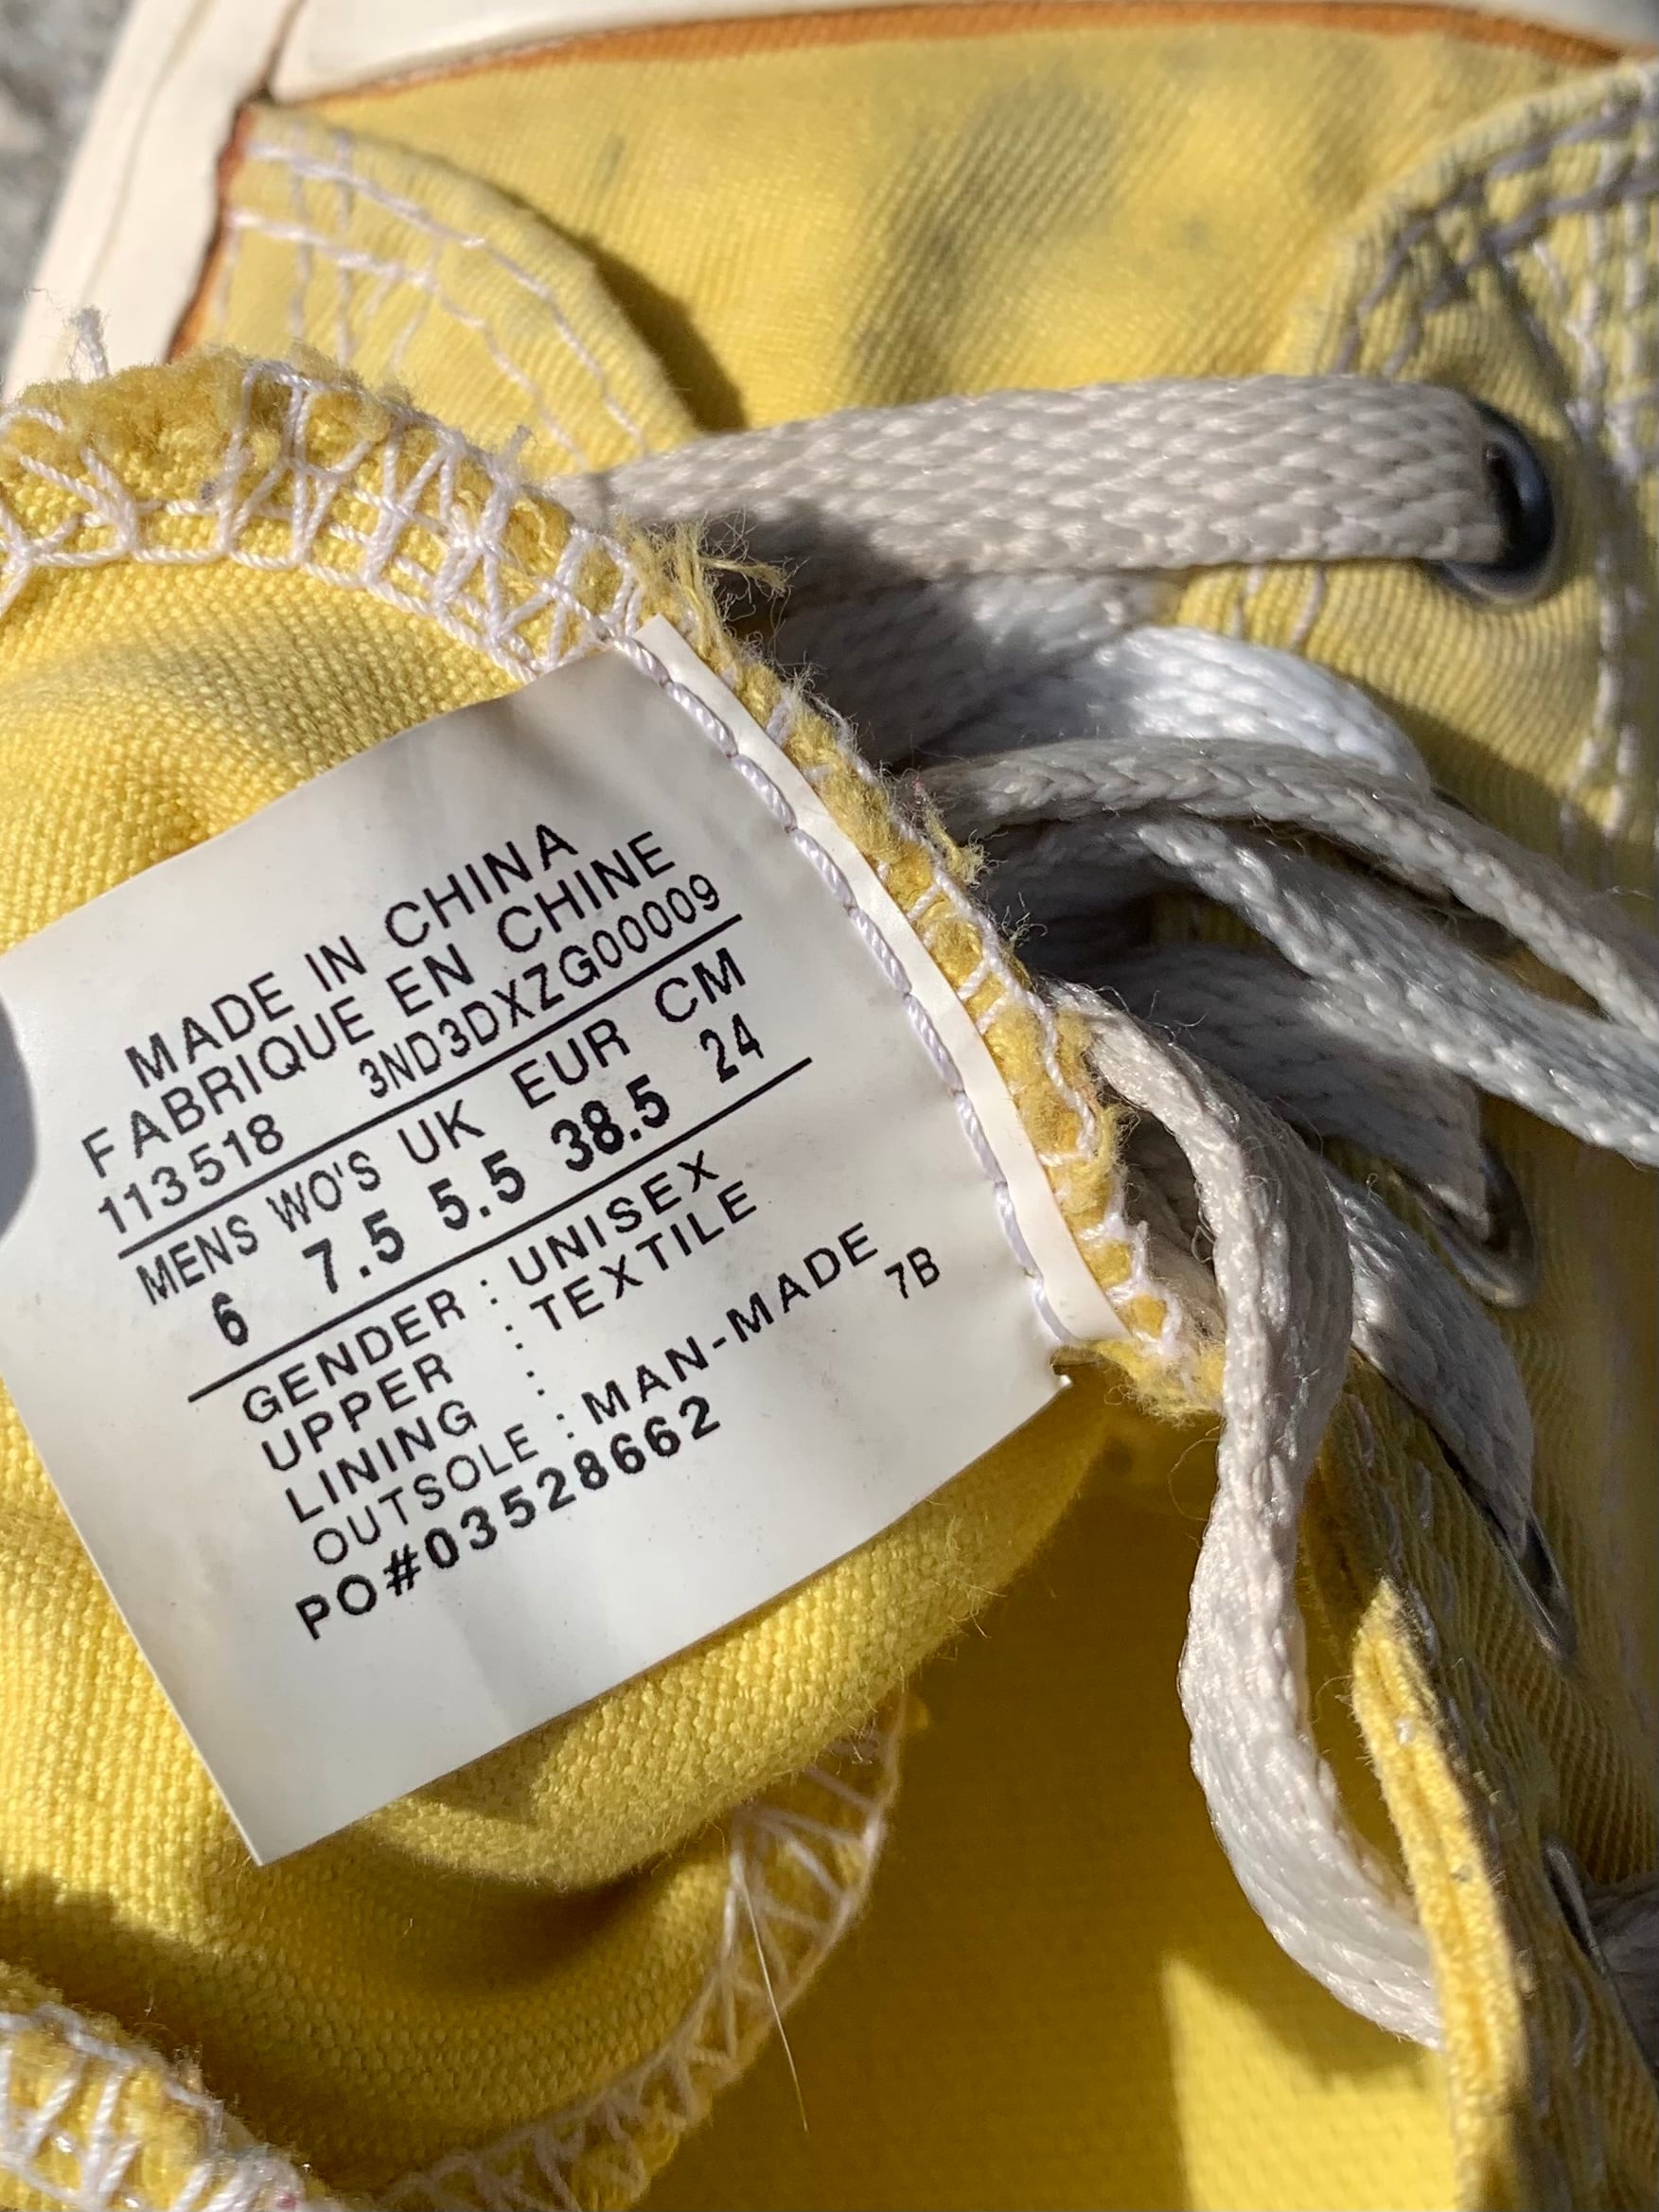 MADE IN CHINA
FABRIQUE EN CHINE
113518 3ND3DXZG00009
MENS WO'S UK EUR CM
6 7.5 5.5 38.5 24
GENDER : UNISEX
UPPER : TEXTILE
LINING :
OUTSOLE : MAN-MADE
7B
PO#03528662